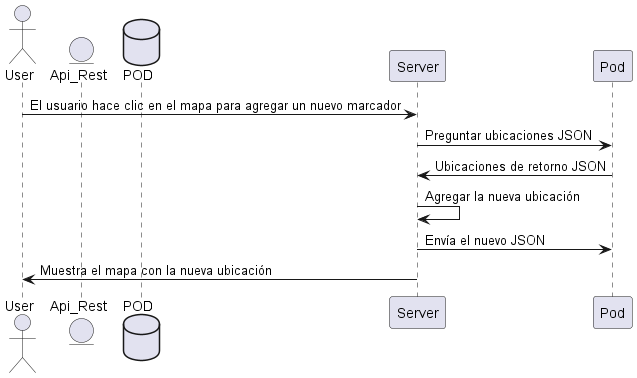 User Api_Rest POD Server Pod
El usuario hace clic en el mapa para agregar un nuevo marcador
Preguntar ubicaciones JSON
Ubicaciones de retorno JSON
Agregar la nueva ubicación
Envía el nuevo JSON
Muestra el mapa con la nueva ubicación
User Api_Rest POD Server Pod